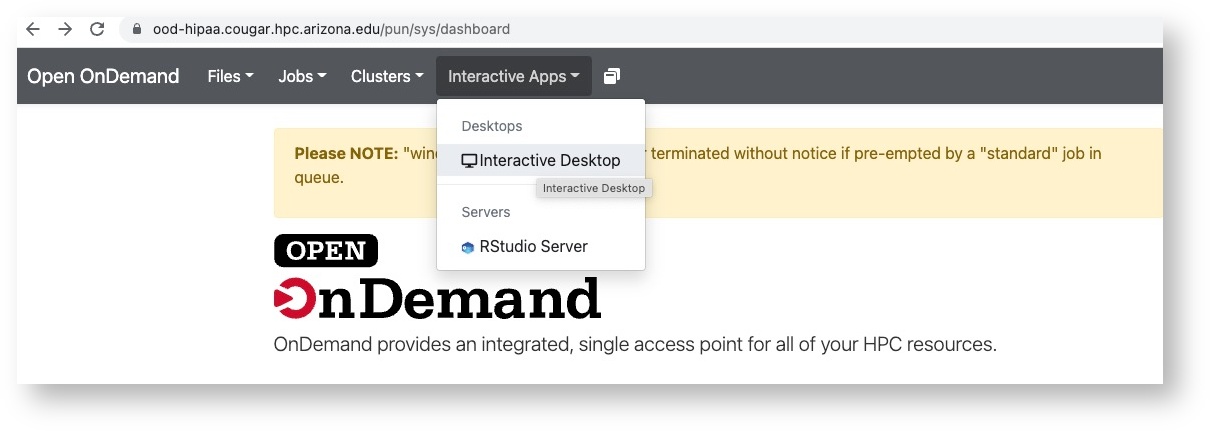 ood-hipaa.cougar.hpc.arizona.edu/pun/sys/dashboard
Open OnDemand Files Jobs Clusters Interactive Apps
Desktops
Interactive Desktop
Interactive Desktop
Servers
RStudio Server
Please NOTE: terminated without notice if pre-empted by a "standard" job in
queue.
OPEN
OnDemand
OnDemand provides an integrated, single access point for all of your HPC resources.